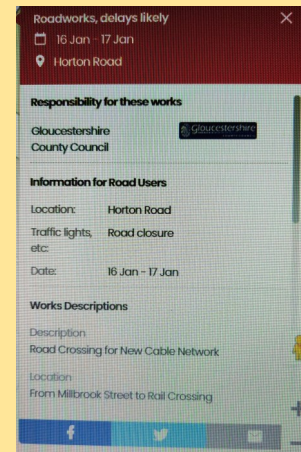 Roadworks, delays likely
16 Jan - 17 Jan
Horton Road
Responsibility for these works
Gloucestershire
County Council
Gloucestershire
Information for Road Users
Location: Horton Road
Traffic lights, Road closure
etc:
Date: 16 Jan - 17 Jan
Works Descriptions
Description
Road Crossing for New Cable Network
Location
From Millbrook Street to Rail Crossing